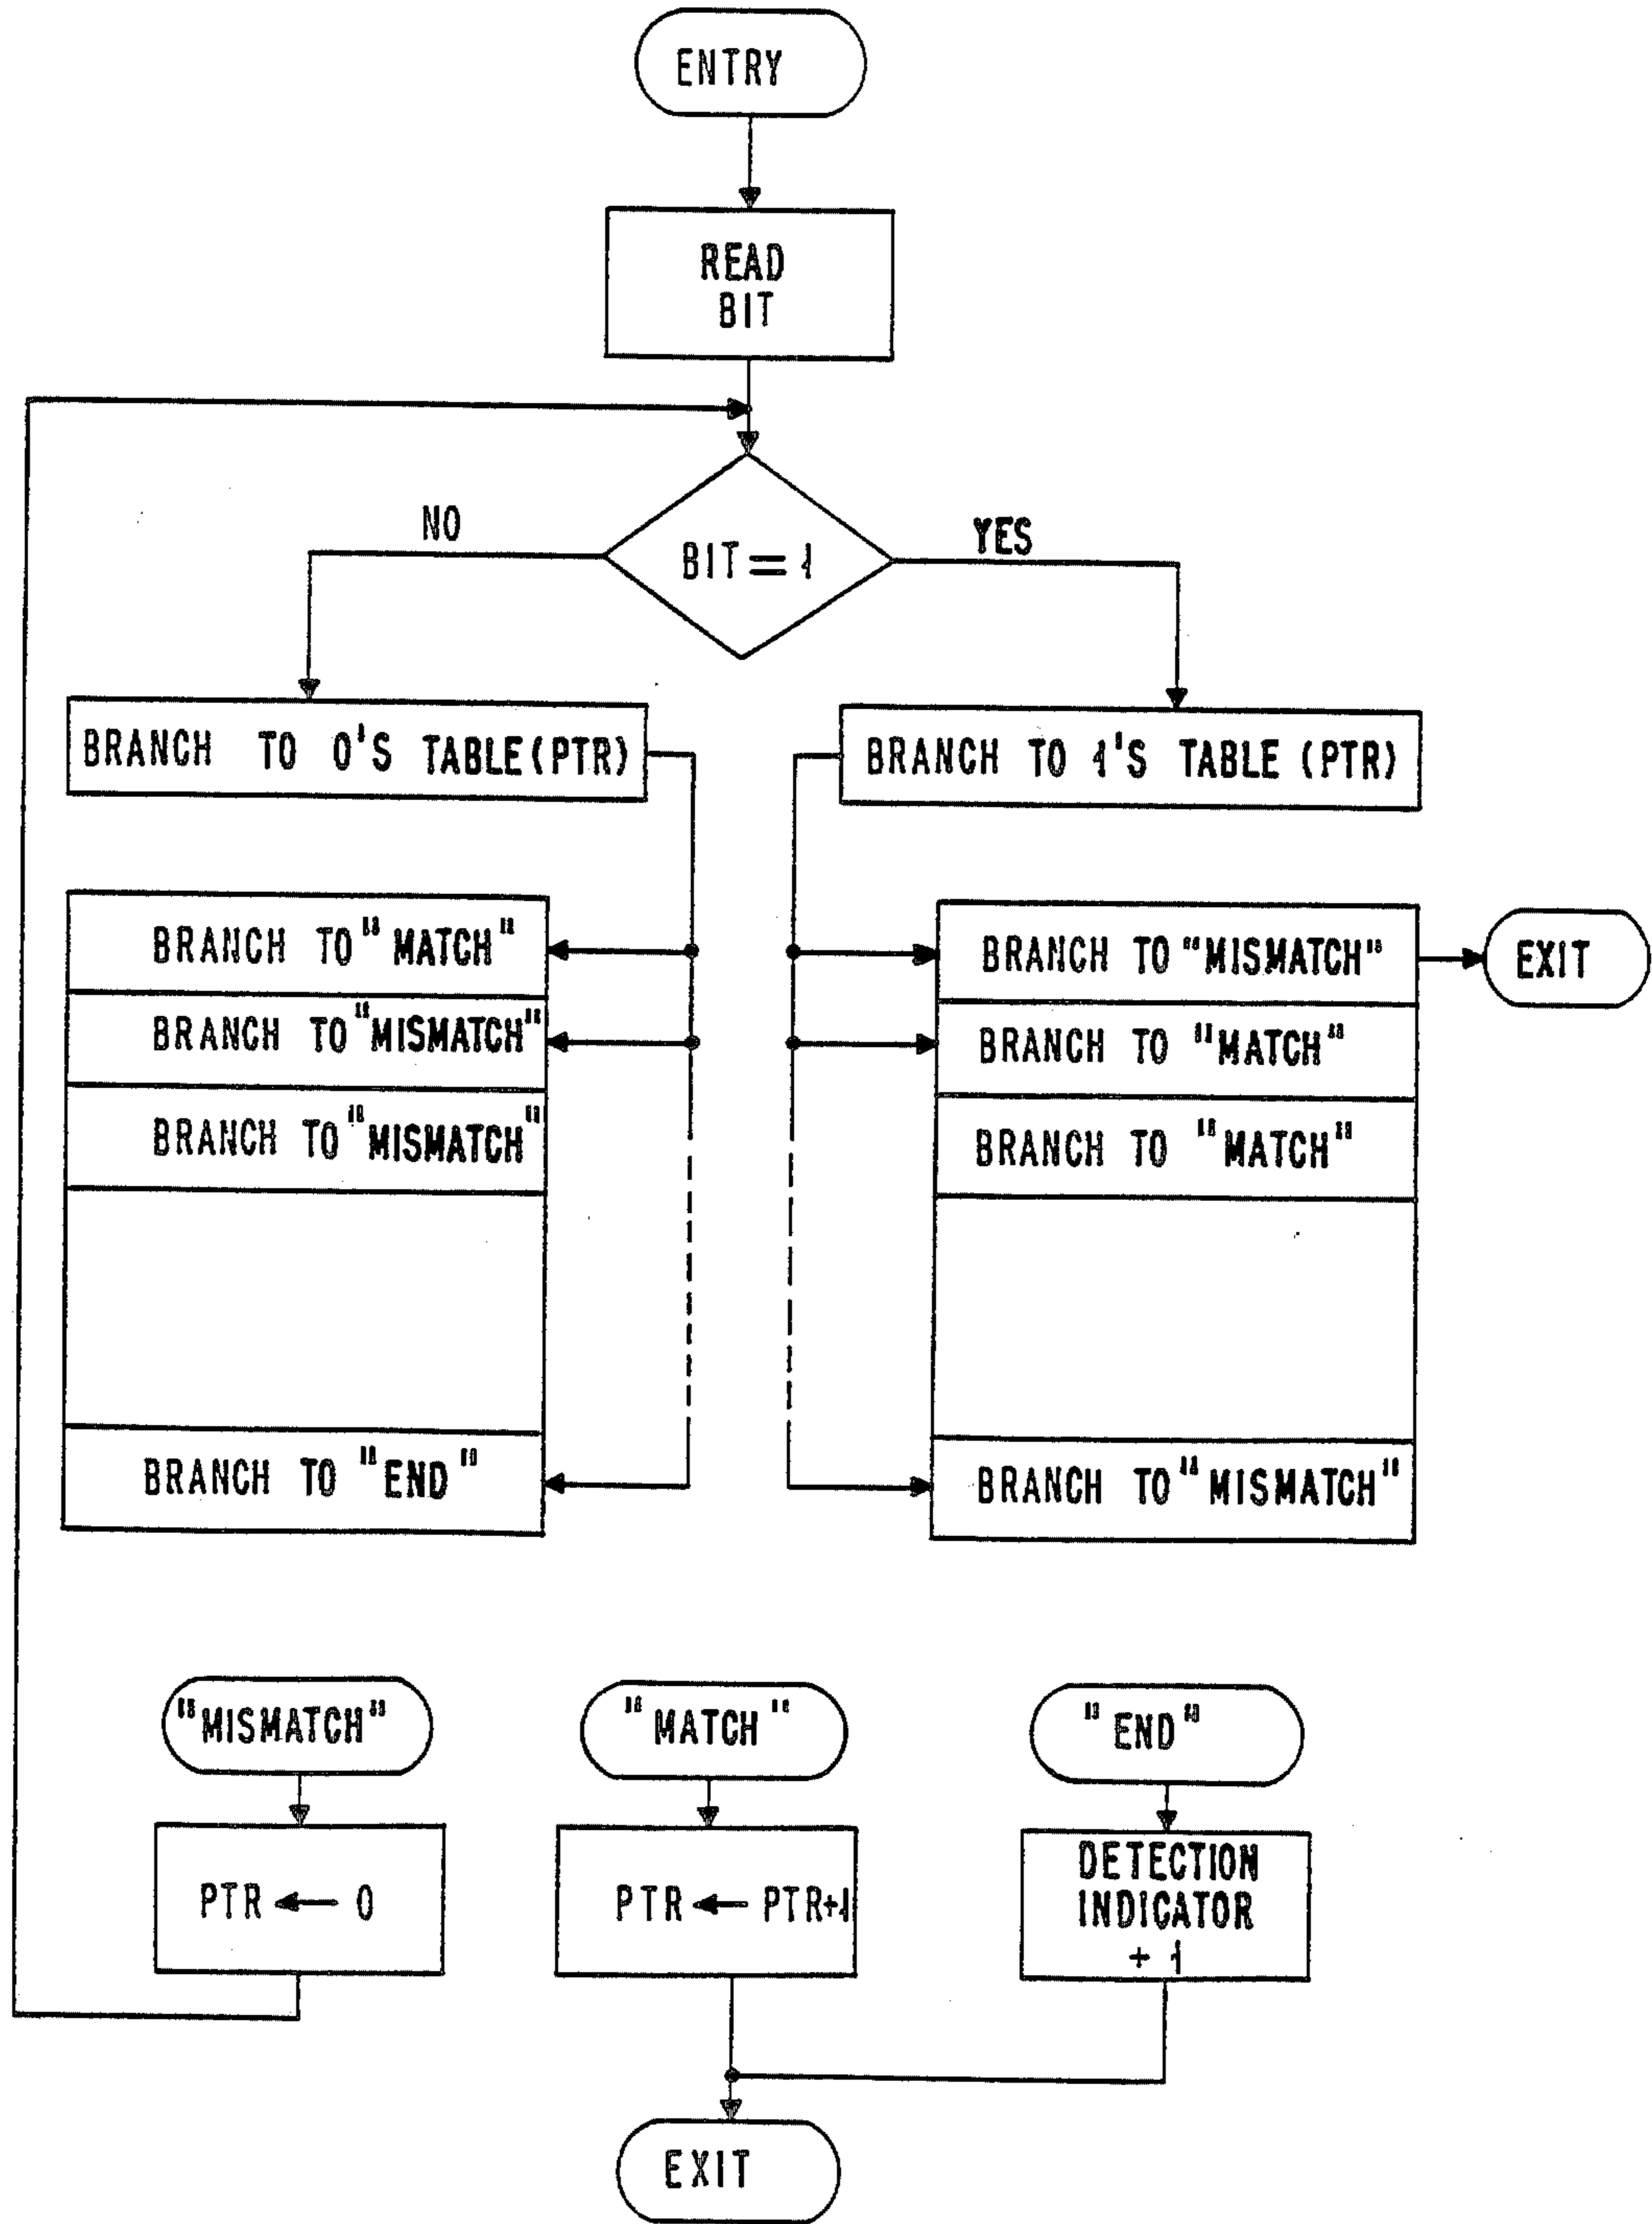 ENTRY
READ
BIT
NO
BIT = 1
YES
BRANCH TO 0'S TABLE(PTR)
BRANCH TO 1'S TABLE (PTR)
BRANCH TO "MATCH"
BRANCH TO "MISMATCH"
BRANCH TO "MISMATCH"
BRANCH TO "END"
BRANCH TO "MISMATCH"
EXIT
BRANCH TO "MATCH"
BRANCH TO "MATCH"
BRANCH TO "MISMATCH"
"MISMATCH"
PTR ← 0
"MATCH"
PTR ← PTR+1
"END"
DETECTION
INDICATOR
+ 1
EXIT